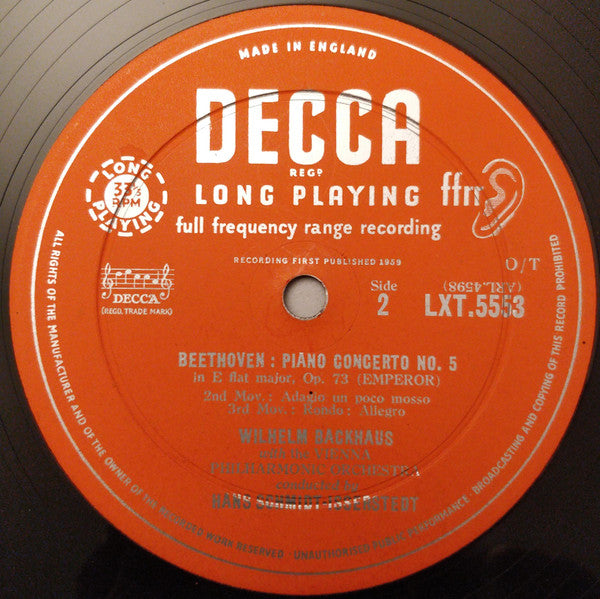 MADE IN ENGLAND
DECCA
REGD
LONG PLAYING ffrr
full frequency range recording
LONG PLAYING
33⅓ RPM
RECORDING FIRST PUBLISHED 1959
O/T
(ARL.4598)
DECCA
(REGD. TRADE MARK)
Side
2
LXT.5553
BEETHOVEN : PIANO CONCERTO NO. 5
in E flat major, Op. 73 (EMPEROR)
2nd Mov.: Adagio un poco mosso
3rd Mov.: Rondo: Allegro
WILHELM BACKHAUS
with the VIENNA
PHILHARMONIC ORCHESTRA
conducted by
HANS SCHMIDT-ISSERSTEDT
ALL RIGHTS OF THE MANUFACTURER AND OF THE OWNER OF THE RECORDED WORK RESERVED · UNAUTHORISED PUBLIC PERFORMANCE, BROADCASTING AND COPYING OF THIS RECORD PROHIBITED